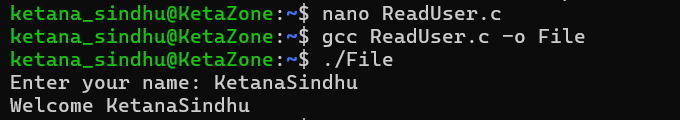 ketana_sindhu@KetaZone:~$ nano ReadUser.c
ketana_sindhu@KetaZone:~$ gcc ReadUser.c -o File
ketana_sindhu@KetaZone:~$ ./File
Enter your name: KetanaSindhu
Welcome KetanaSindhu